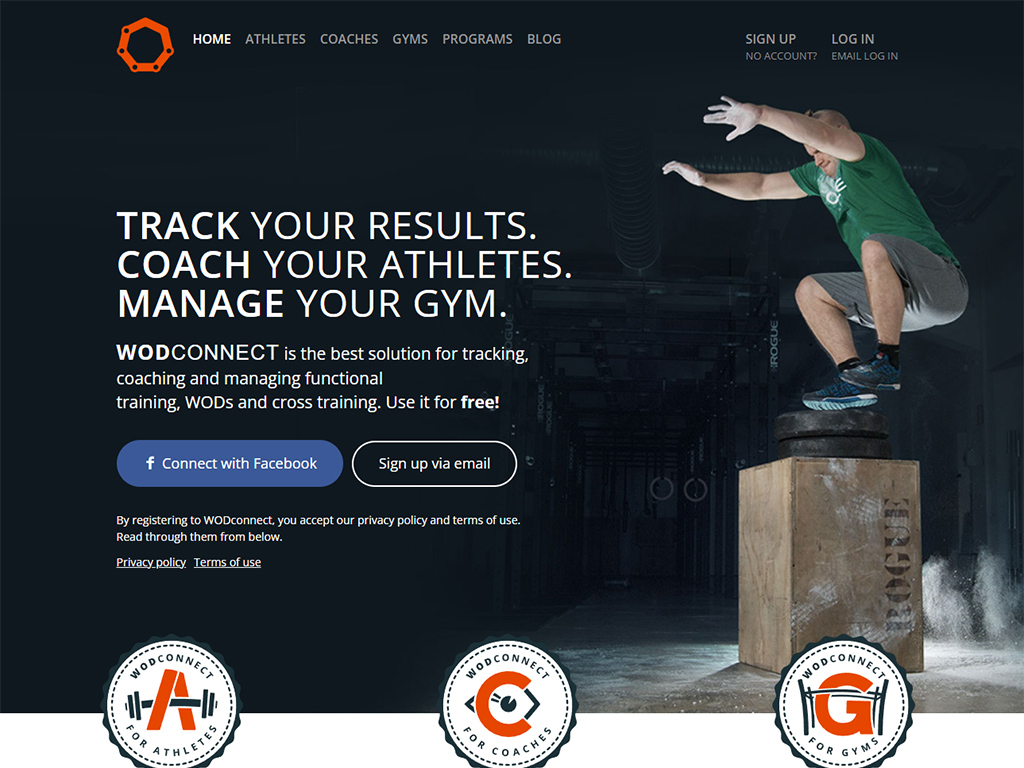 HOME ATHLETES COACHES GYMS PROGRAMS BLOG
SIGN UP LOG IN
NO ACCOUNT? EMAIL LOG IN
TRACK YOUR RESULTS.
COACH YOUR ATHLETES.
MANAGE YOUR GYM.
WODCONNECT is the best solution for tracking,
coaching and managing functional
training, WODs and cross training. Use it for free!
f Connect with Facebook
Sign up via email
By registering to WODconnect, you accept our privacy policy and terms of use.
Read through them from below.
Privacy policy Terms of use
ROGUE
ROGUE
WODCONNECT
A
FOR ATHLETES
WODCONNECT
C
FOR COACHES
WODCONNECT
G
FOR GYMS